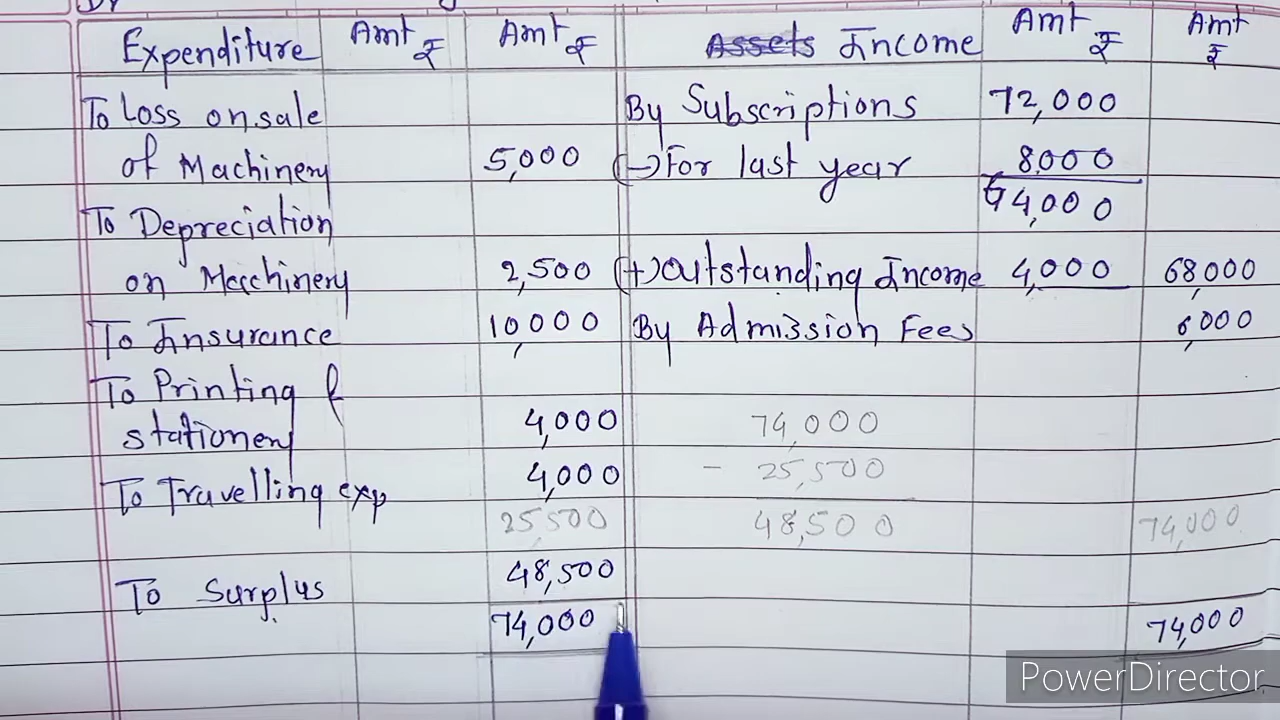 Expenditure Amt ₹ Amt ₹ Assets Income Amt ₹ Amt ₹
To Loss on sale By Subscriptions 72,000
of Machinery 5,000 (-) For last year 8,000
To Depreciation 64,000
on Macchinery 2,500 (+) Outstanding Income 4,000 68,000
To Insurance 10,000 By Admission Fees 6,000
To Printing &
stationery 4,000 74,000
To Travelling exp 4,000 - 25,500
25,500 48,500 74,000
To Surplus 48,500
74,000 74,000
PowerDirector